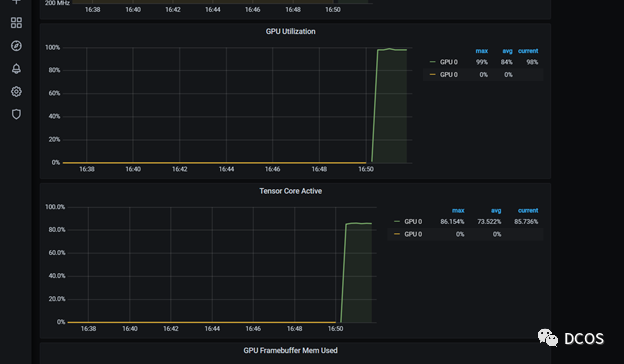 200 MHz
16:38 16:40 16:42 16:44 16:46 16:48 16:50
GPU Utilization
max avg current
100%
GPU 0 99% 84% 98%
GPU 0 0% 0%
80%
60%
40%
20%
0%
16:38 16:40 16:42 16:44 16:46 16:48 16:50
Tensor Core Active
100.0%
max avg current
GPU 0 86.154% 73.522% 85.736%
80.0%
GPU 0 0% 0%
60.0%
40.0%
20.0%
0%
16:38 16:40 16:42 16:44 16:46 16:48 16:50
DCOS
GPU Framebuffer Mem Used